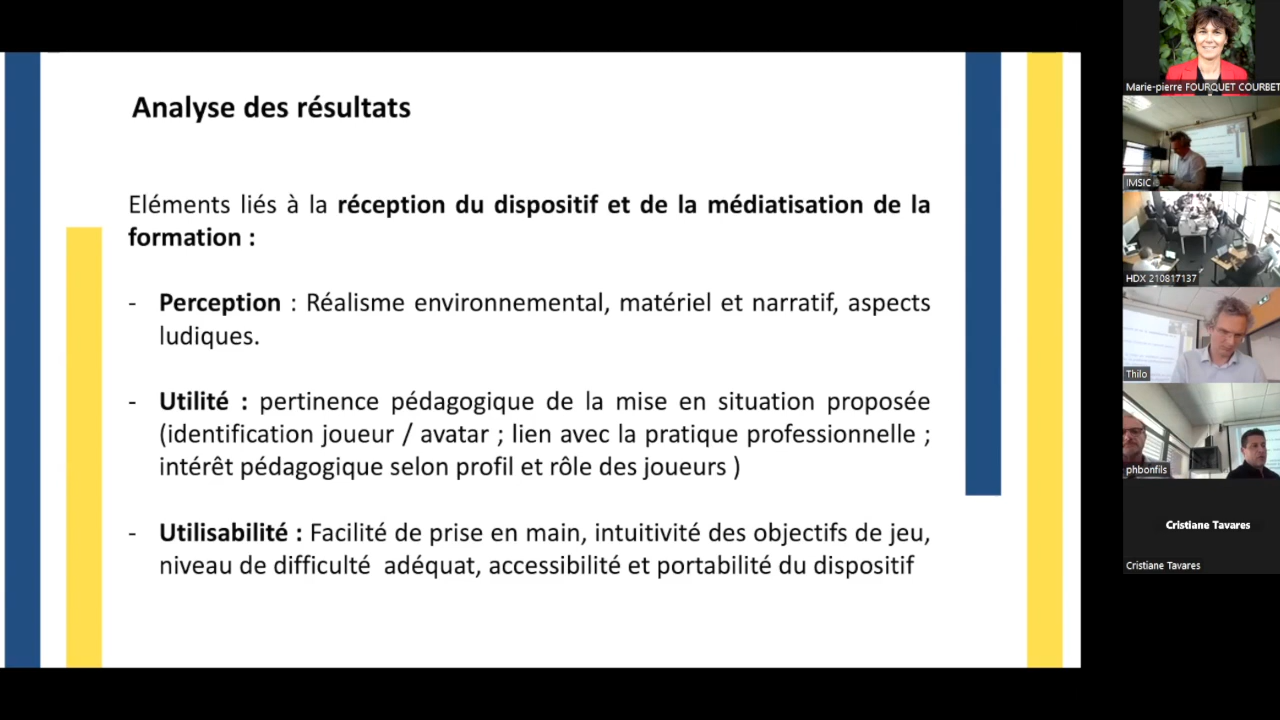 Analyse des résultats
Eléments liés à la réception du dispositif et de la médiatisation de la
formation :
- Perception : Réalisme environnemental, matériel et narratif, aspects
ludiques.
- Utilité : pertinence pédagogique de la mise en situation proposée
(identification joueur / avatar ; lien avec la pratique professionnelle ;
intérêt pédagogique selon profil et rôle des joueurs )
- Utilisabilité : Facilité de prise en main, intuitivité des objectifs de jeu,
niveau de difficulté  adéquat, accessibilité et portabilité du dispositif
Marie-pierre FOURQUET COURBET
IMSIC
HDX 210817137
Thilo
phbonfils
Cristiane Tavares
Cristiane Tavares